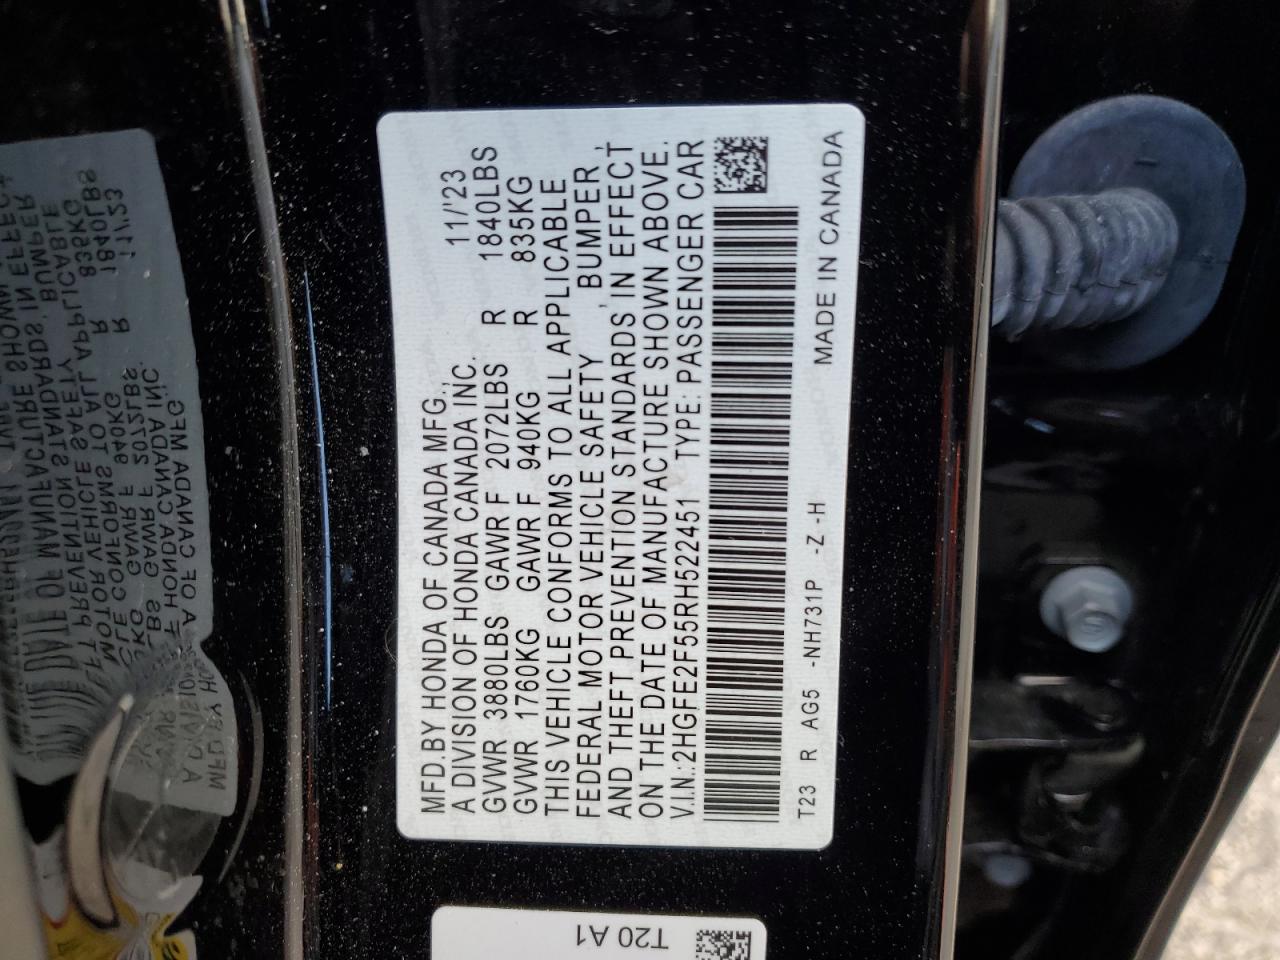 MFD.BY HONDA OF CANADA MFG.,
A DIVISION OF HONDA CANADA INC. 11/'23
GVWR 3880LBS GAWR F 2072LBS R 1840LBS
GVWR 1760KG GAWR F 940KG R 835KG
THIS VEHICLE CONFORMS TO ALL APPLICABLE
FEDERAL MOTOR VEHICLE SAFETY , BUMPER ,
AND THEFT PREVENTION STANDARDS IN EFFECT
ON THE DATE OF MANUFACTURE SHOWN ABOVE.
V.I.N.:2HGFE2F55RH522451 TYPE: PASSENGER CAR
T23 R AG5 -NH731P -Z -H MADE IN CANADA
T20 A1